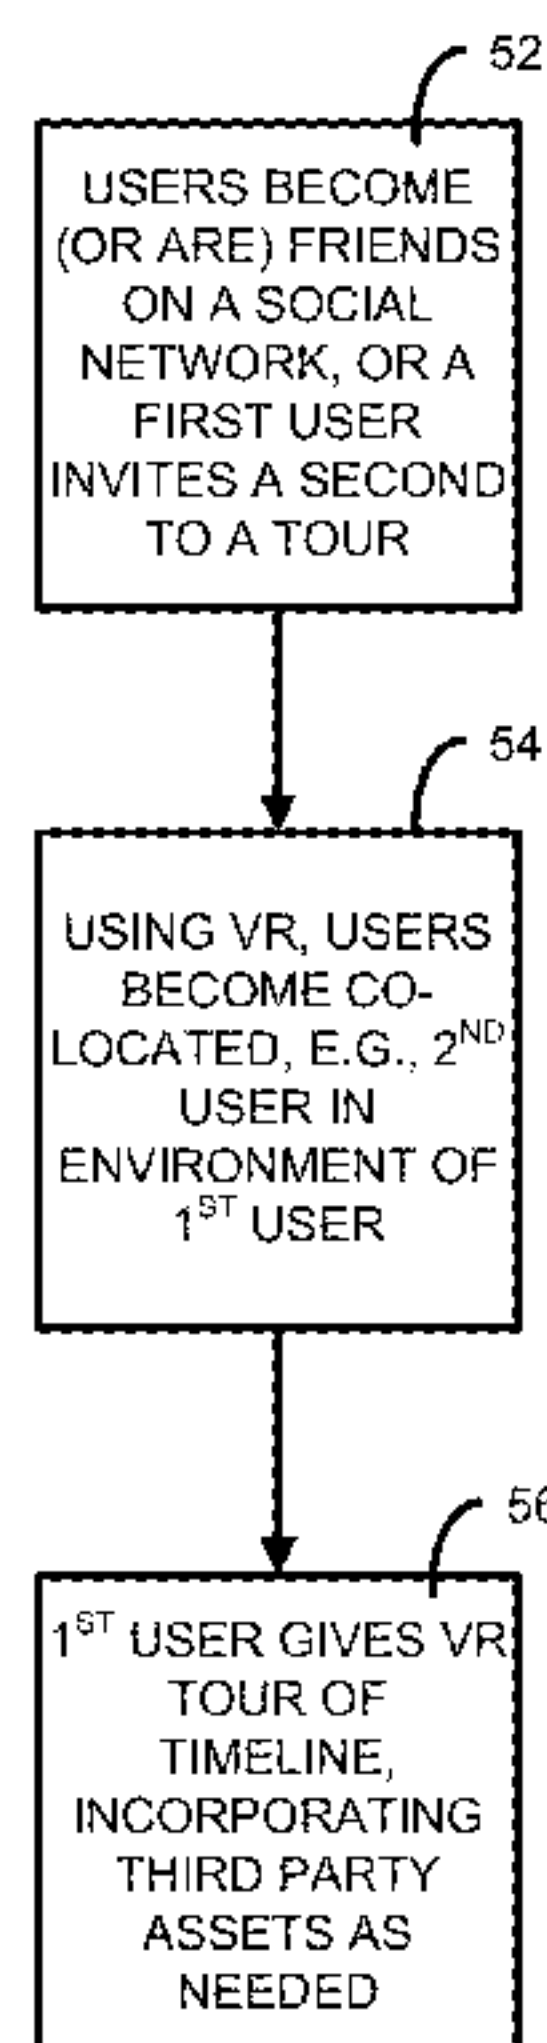 52
USERS BECOME
(OR ARE) FRIENDS
ON A SOCIAL
NETWORK, OR A
FIRST USER
INVITES A SECOND
TO A TOUR
54
USING VR, USERS
BECOME CO-
LOCATED, E.G., 2ND
USER IN
ENVIRONMENT OF
1ST USER
56
1ST USER GIVES VR
TOUR OF
TIMELINE,
INCORPORATING
THIRD PARTY
ASSETS AS
NEEDED